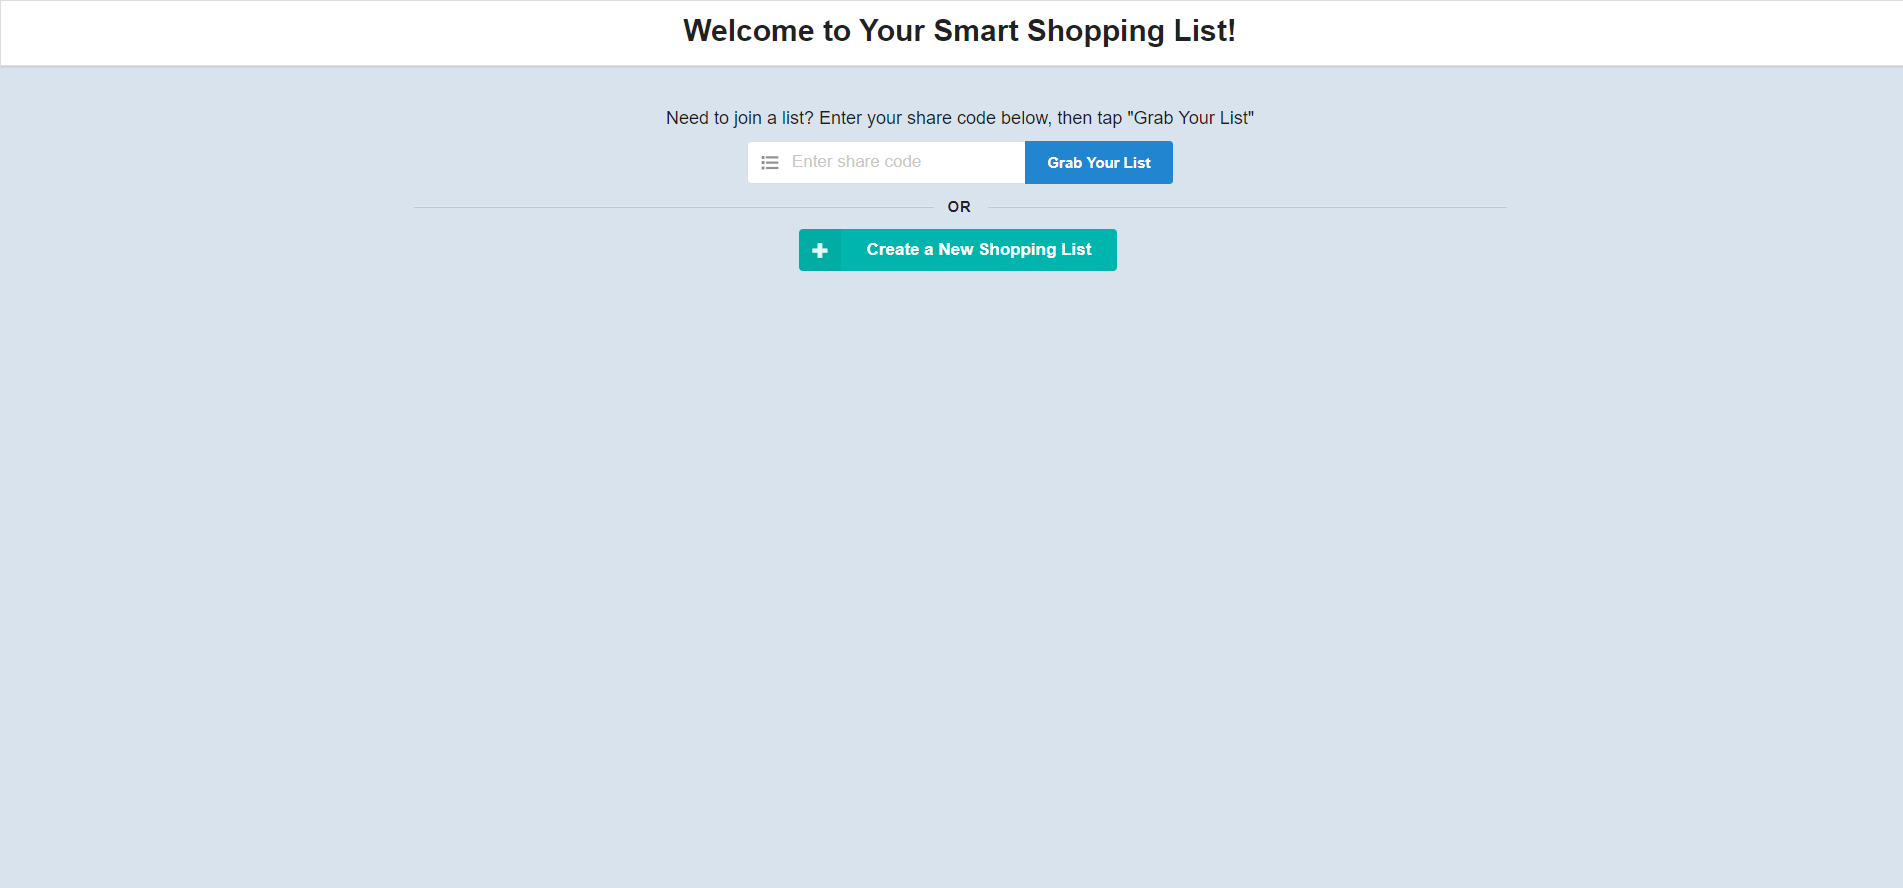 Welcome to Your Smart Shopping List!
Need to join a list? Enter your share code below, then tap "Grab Your List"
Enter share code
Grab Your List
OR
Create a New Shopping List